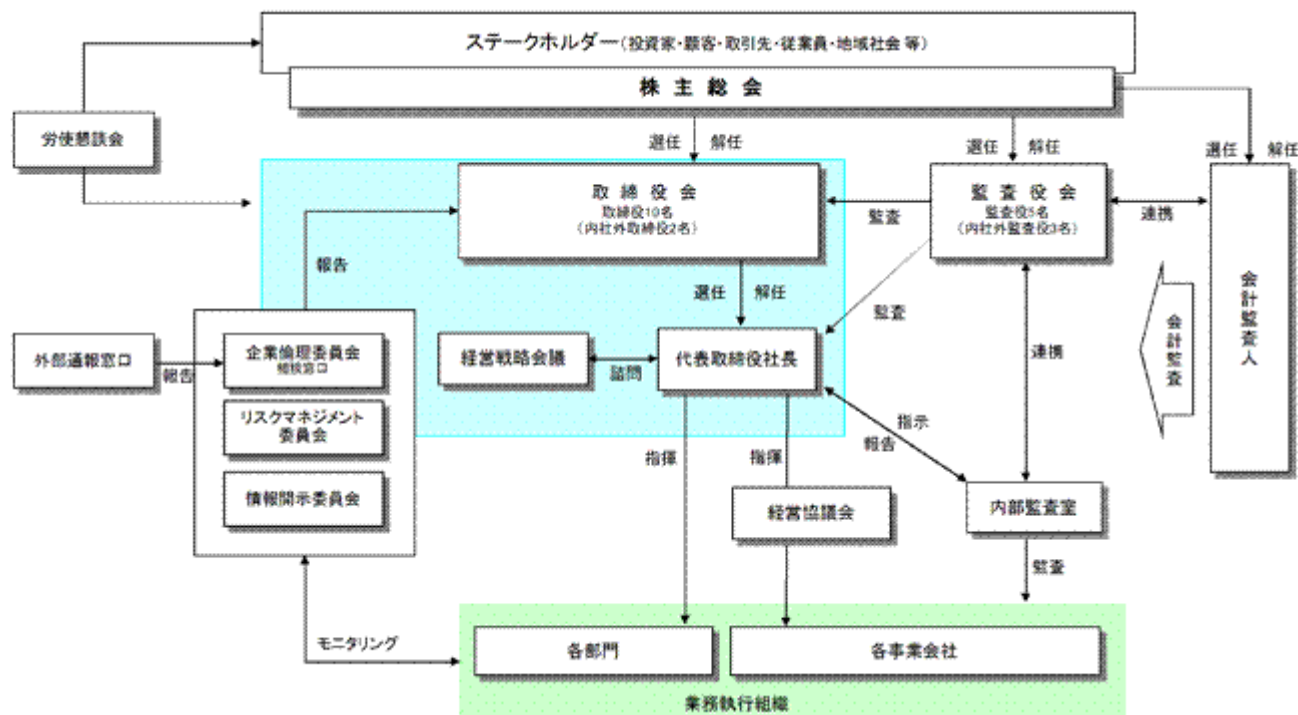 ステークホルダー(投資家・顧客・取引先・従業員・地域社会 等)
株 主 総 会
労使懇談会
選任 解任
選任 解任
選任 解任
取 締 役 会
取締役10名
(内社外取締役2名)
監 査 役 会
監査役5名
(内社外監査役3名)
監査
連携
会計監査人
報告
選任 解任
監査
会計監査
外部通報窓口
報告
企業倫理委員会
相談窓口
経営戦略会議
諮問
代表取締役社長
連携
リスクマネジメント
委員会
指示
報告
指揮
指揮
情報開示委員会
経営協議会
内部監査室
監査
モニタリング
各部門
各事業会社
業務執行組織